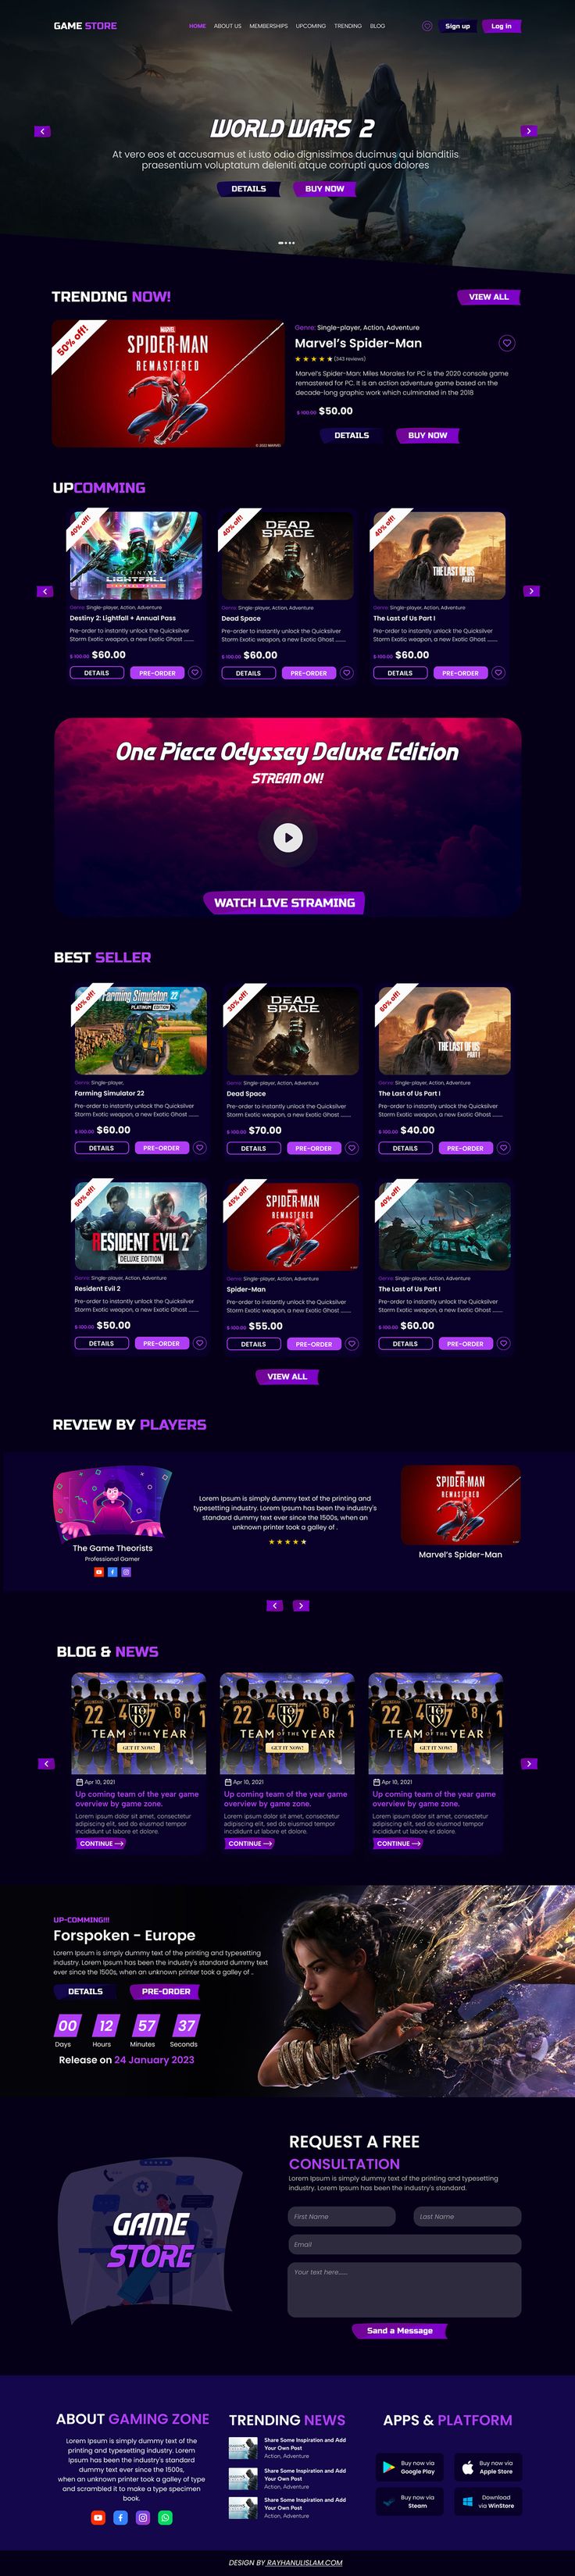 GAME STORE
HOME ABOUT US MEMBERSHIPS UPCOMING TRENDING BLOG
Sign up Log in
WORLD WARS 2
At vero eos et accusamus et iusto odio dignissimos ducimus qui blanditiis
praesentium voluptatum deleniti atque corrupti quos dolores
DETAILS BUY NOW
TRENDING NOW!
VIEW ALL
50% off!
MARVEL
SPIDER-MAN
REMASTERED
© 2022 MARVEL
Genre: Single-player, Action, Adventure
Marvel's Spider-Man
(343 reviews)
Marvel's Spider-Man: Miles Morales for PC is the 2020 console game
remastered for PC. It is an action adventure game based on the
decade-long graphic work which culminated in the 2018
$ 100.00 $50.00
DETAILS BUY NOW
UPCOMMING
40% off!
DESTINY 2
LIGHTFALL
Genre: Single-player, Action, Adventure
Destiny 2: Lightfall + Annual Pass
Pre-order to instantly unlock the Quicksilver
Storm Exotic weapon, a new Exotic Ghost .......
$ 100.00 $60.00
DETAILS PRE-ORDER
40% off!
DEAD
SPACE
Genre: Single-player, Action, Adventure
Dead Space
Pre-order to instantly unlock the Quicksilver
Storm Exotic weapon, a new Exotic Ghost .......
$ 100.00 $60.00
DETAILS PRE-ORDER
40% off!
THE LAST OF US
PART I
Genre: Single-player, Action, Adventure
The Last of Us Part I
Pre-order to instantly unlock the Quicksilver
Storm Exotic weapon, a new Exotic Ghost .......
$ 100.00 $60.00
DETAILS PRE-ORDER
One Piece Odyssey Deluxe Edition
STREAM ON!
WATCH LIVE STRAMING
BEST SELLER
40% off!
Farming Simulator 22
PLATINUM EDITION
Genre: Single-player,
Farming Simulator 22
Pre-order to instantly unlock the Quicksilver
Storm Exotic weapon, a new Exotic Ghost .......
$ 100.00 $60.00
DETAILS PRE-ORDER
30% off!
DEAD
SPACE
Genre: Single-player, Action, Adventure
Dead Space
Pre-order to instantly unlock the Quicksilver
Storm Exotic weapon, a new Exotic Ghost .......
$ 100.00 $70.00
DETAILS PRE-ORDER
60% off!
THE LAST OF US
PART I
Genre: Single-player, Action, Adventure
The Last of Us Part I
Pre-order to instantly unlock the Quicksilver
Storm Exotic weapon, a new Exotic Ghost .......
$ 100.00 $40.00
DETAILS PRE-ORDER
50% off!
RESIDENT EVIL 2
DELUXE EDITION
Genre: Single-player, Action, Adventure
Resident Evil 2
Pre-order to instantly unlock the Quicksilver
Storm Exotic weapon, a new Exotic Ghost .......
$ 100.00 $50.00
DETAILS PRE-ORDER
45% off!
MARVEL
SPIDER-MAN
REMASTERED
Genre: Single-player, Action, Adventure
Spider-Man
Pre-order to instantly unlock the Quicksilver
Storm Exotic weapon, a new Exotic Ghost .......
$ 100.00 $55.00
DETAILS PRE-ORDER
40% off!
Genre: Single-player, Action, Adventure
The Last of Us Part I
Pre-order to instantly unlock the Quicksilver
Storm Exotic weapon, a new Exotic Ghost .......
$ 100.00 $60.00
DETAILS PRE-ORDER
VIEW ALL
REVIEW BY PLAYERS
The Game Theorists
Professional Gamer
Lorem Ipsum is simply dummy text of the printing and
typesetting industry. Lorem Ipsum has been the industry's
standard dummy text ever since the 1500s, when an
unknown printer took a galley of .
MARVEL
SPIDER-MAN
REMASTERED
Marvel's Spider-Man
BLOG & NEWS
22 4 7 8 10
TEAM OF THE YEAR
GET IT NOW!
Apr 10, 2021
Up coming team of the year game
overview by game zone.
Lorem ipsum dolor sit amet, consectetur
adipiscing elit, sed do eiusmod tempor
incididunt ut labore et dolore.
CONTINUE
22 4 7 8 10
TEAM OF THE YEAR
GET IT NOW!
Apr 10, 2021
Up coming team of the year game
overview by game zone.
Lorem ipsum dolor sit amet, consectetur
adipiscing elit, sed do eiusmod tempor
incididunt ut labore et dolore.
CONTINUE
22 4 7 8 10
TEAM OF THE YEAR
GET IT NOW!
Apr 10, 2021
Up coming team of the year game
overview by game zone.
Lorem ipsum dolor sit amet, consectetur
adipiscing elit, sed do eiusmod tempor
incididunt ut labore et dolore.
CONTINUE
UP-COMMING!!!
Forspoken - Europe
Lorem Ipsum is simply dummy text of the printing and typesetting
industry. Lorem Ipsum has been the industry's standard dummy text
ever since the 1500s, when an unknown printer took a galley of ..
DETAILS PRE-ORDER
00 12 57 37
Days Hours Minutes Seconds
Release on 24 January 2023
GAME
STORE
REQUEST A FREE
CONSULTATION
Lorem Ipsum is simply dummy text of the printing and typesetting
industry. Lorem Ipsum has been the industry's standard.
First Name Last Name
Email
Your text here......
Sand a Message
ABOUT GAMING ZONE
Lorem Ipsum is simply dummy text of the
printing and typesetting industry. Lorem
Ipsum has been the industry's standard
dummy text ever since the 1500s,
when an unknown printer took a galley of type
and scrambled it to make a type specimen
book.
TRENDING NEWS
Share Some Inspiration and Add
Your Own Post
Action, Adventure
Share Some Inspiration and Add
Your Own Post
Action, Adventure
Share Some Inspiration and Add
Your Own Post
Action, Adventure
APPS & PLATFORM
Buy now via
Google Play
Buy now via
Apple Store
Buy now via
Steam
Download
via WinStore
DESIGN BY RAYHANULISLAM.COM